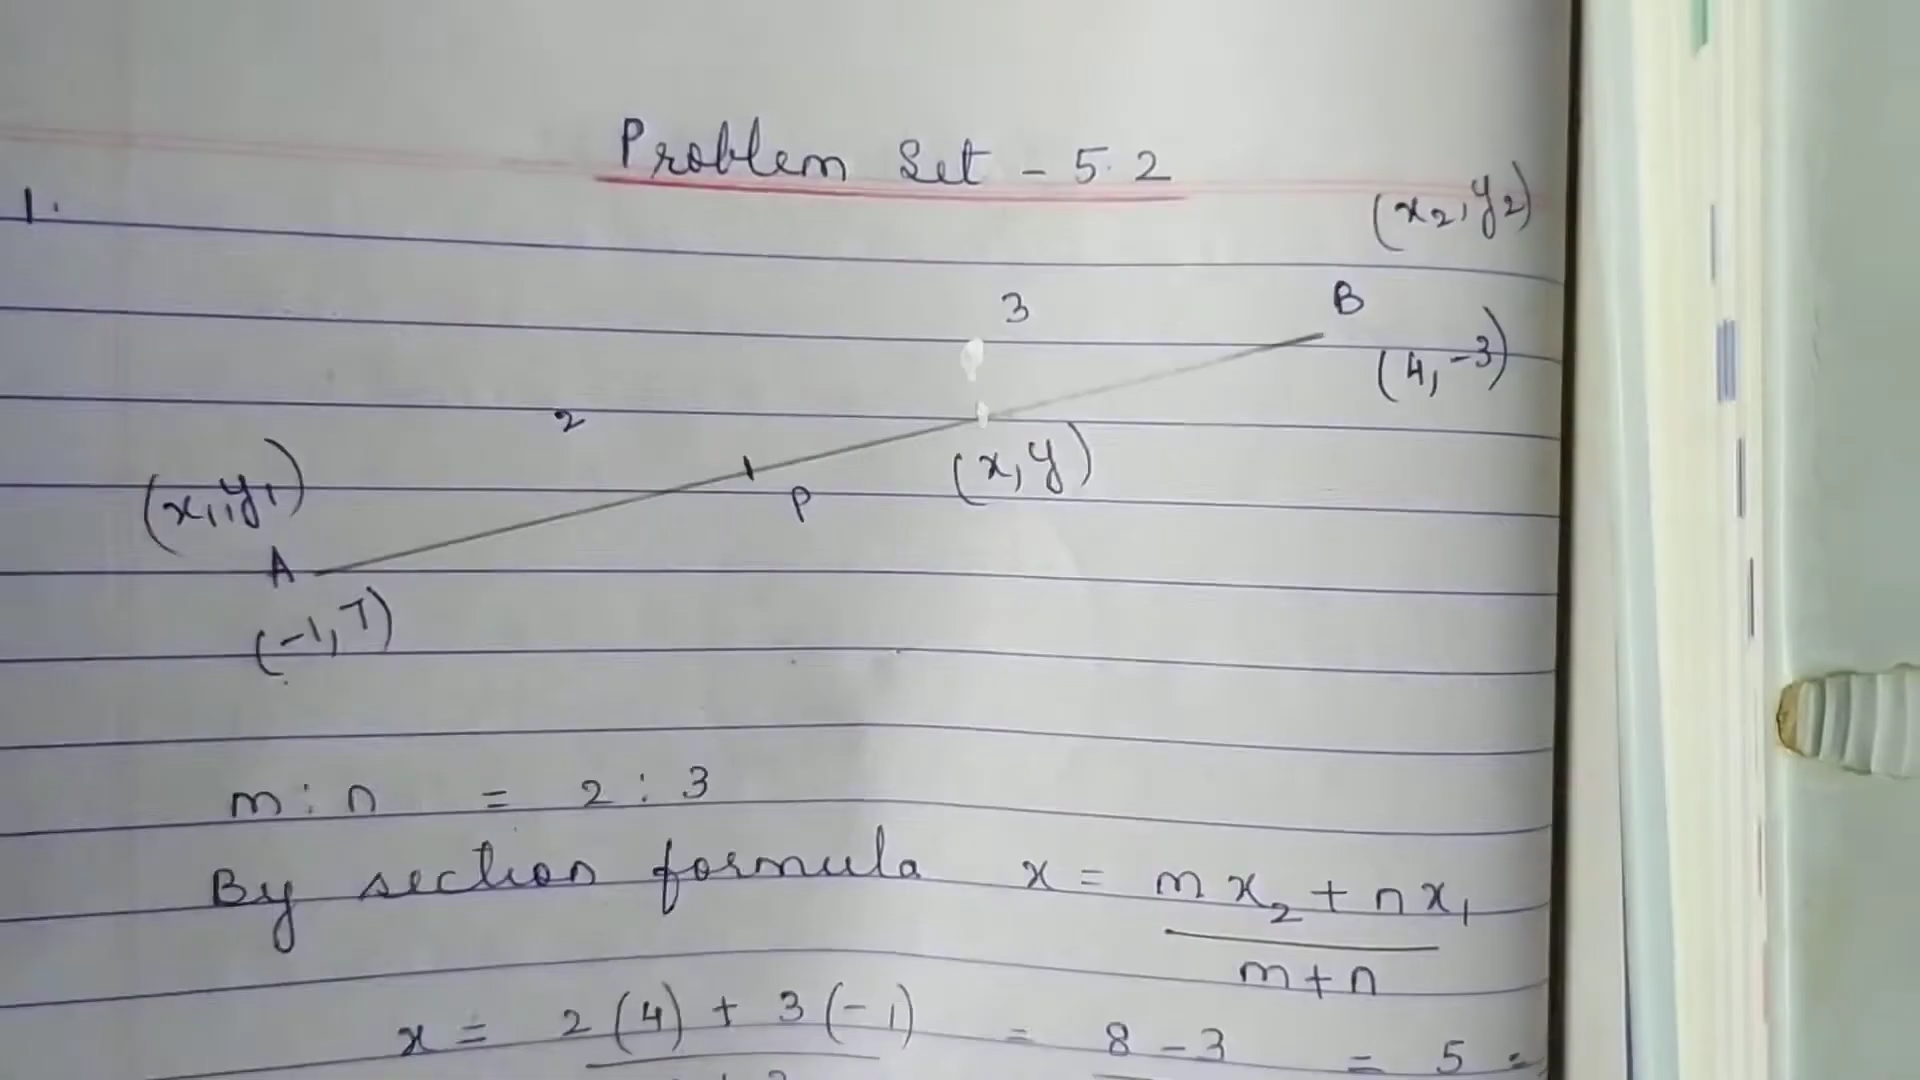 Problem Set - 5.2
1.
(x₂, y₂)
3
B
(4, -3)
2
(x, y)
(x₁, y₁)
P
A
(-1, 7)
m : n = 2 : 3
By section formula x = mx₂ + nx₁
m + n
x = 2(4) + 3(-1) = 8 - 3 = 5 =